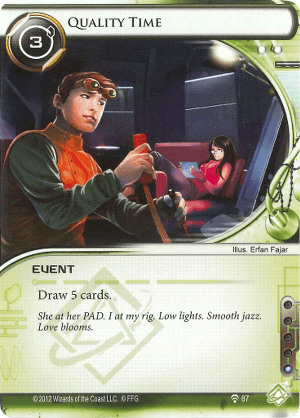 QUALITY TIME
3
Illus. Erfan Fajar
EVENT
Draw 5 cards.
She at her PAD. I at my rig. Low lights. Smooth jazz.
Love blooms.
© 2012 Wizards of the Coast LLC. © FFG 87